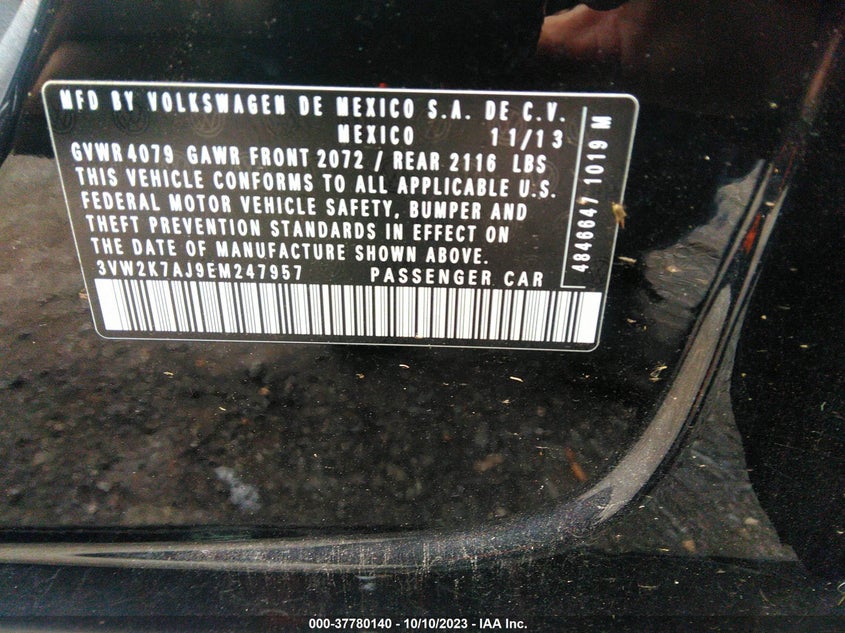 MFD BY VOLKSWAGEN DE MEXICO S.A. DE C.V.
MEXICO 11/13
GVWR 4079 GAWR FRONT 2072 / REAR 2116 LBS
THIS VEHICLE CONFORMS TO ALL APPLICABLE U.S.
FEDERAL MOTOR VEHICLE SAFETY, BUMPER AND
THEFT PREVENTION STANDARDS IN EFFECT ON
THE DATE OF MANUFACTURE SHOWN ABOVE.
3VW2K7AJ9EM247957 PASSENGER CAR
4846647 1019 M
000-37780140 - 10/10/2023 - IAA Inc.